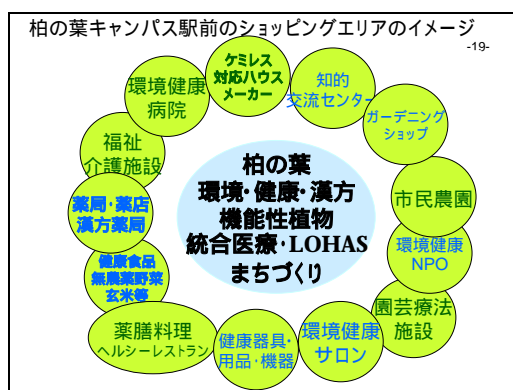 柏の葉キャンパス駅前のショッピングエリアのイメージ
-19-
ケミレス
対応ハウス
メーカー
知的
交流センター
ガーデニング
ショップ
市民農園
環境健康
NPO
園芸療法
施設
環境健康
サロン
健康器具・
用品・機器
薬膳料理
ヘルシーレストラン
健康食品
無農薬野菜
玄米等
薬局・薬店
漢方薬局
福祉
介護施設
環境健康
病院
柏の葉
環境・健康・漢方
機能性植物
統合医療・LOHAS
まちづくり